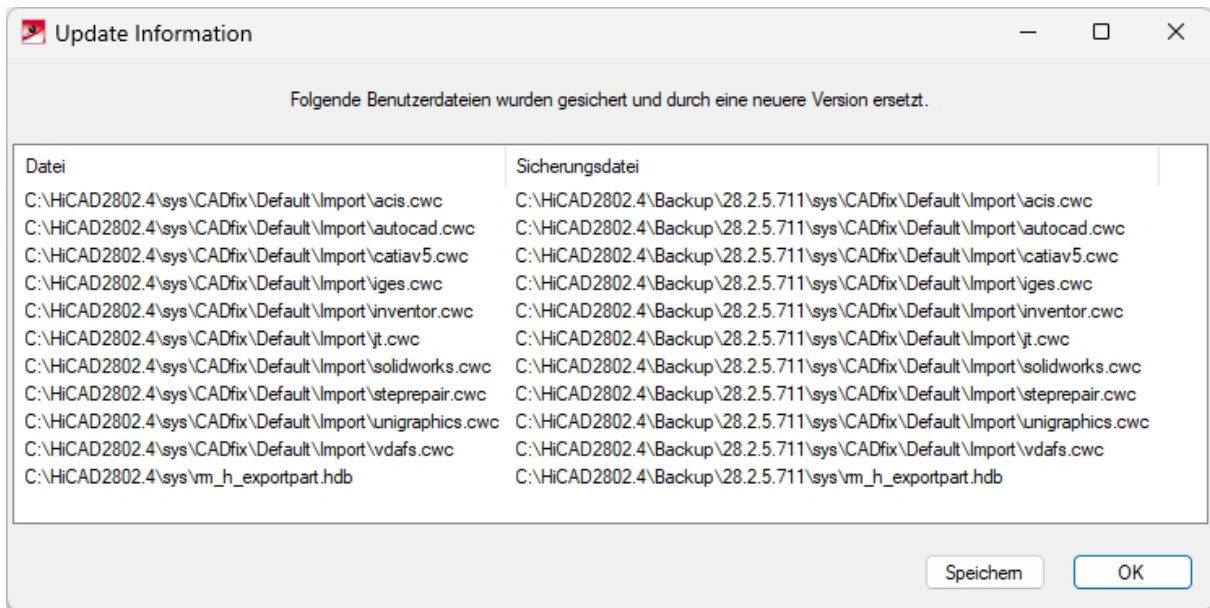 Update Information
Folgende Benutzerdateien wurden gesichert und durch eine neuere Version ersetzt.
Datei Sicherungsdatei
C:\HiCAD2802.4\sys\CADfix\Default\Import\acis.cwc C:\HiCAD2802.4\Backup\28.2.5.711\sys\CADfix\Default\Import\acis.cwc
C:\HiCAD2802.4\sys\CADfix\Default\Import\autocad.cwc C:\HiCAD2802.4\Backup\28.2.5.711\sys\CADfix\Default\Import\autocad.cwc
C:\HiCAD2802.4\sys\CADfix\Default\Import\catiav5.cwc C:\HiCAD2802.4\Backup\28.2.5.711\sys\CADfix\Default\Import\catiav5.cwc
C:\HiCAD2802.4\sys\CADfix\Default\Import\iges.cwc C:\HiCAD2802.4\Backup\28.2.5.711\sys\CADfix\Default\Import\iges.cwc
C:\HiCAD2802.4\sys\CADfix\Default\Import\inventor.cwc C:\HiCAD2802.4\Backup\28.2.5.711\sys\CADfix\Default\Import\inventor.cwc
C:\HiCAD2802.4\sys\CADfix\Default\Import\jt.cwc C:\HiCAD2802.4\Backup\28.2.5.711\sys\CADfix\Default\Import\jt.cwc
C:\HiCAD2802.4\sys\CADfix\Default\Import\solidworks.cwc C:\HiCAD2802.4\Backup\28.2.5.711\sys\CADfix\Default\Import\solidworks.cwc
C:\HiCAD2802.4\sys\CADfix\Default\Import\steprepair.cwc C:\HiCAD2802.4\Backup\28.2.5.711\sys\CADfix\Default\Import\steprepair.cwc
C:\HiCAD2802.4\sys\CADfix\Default\Import\unigraphics.cwc C:\HiCAD2802.4\Backup\28.2.5.711\sys\CADfix\Default\Import\unigraphics.cwc
C:\HiCAD2802.4\sys\CADfix\Default\Import\vdafs.cwc C:\HiCAD2802.4\Backup\28.2.5.711\sys\CADfix\Default\Import\vdafs.cwc
C:\HiCAD2802.4\sys\rm_h_exportpart.hdb C:\HiCAD2802.4\Backup\28.2.5.711\sys\rm_h_exportpart.hdb
Speichern OK